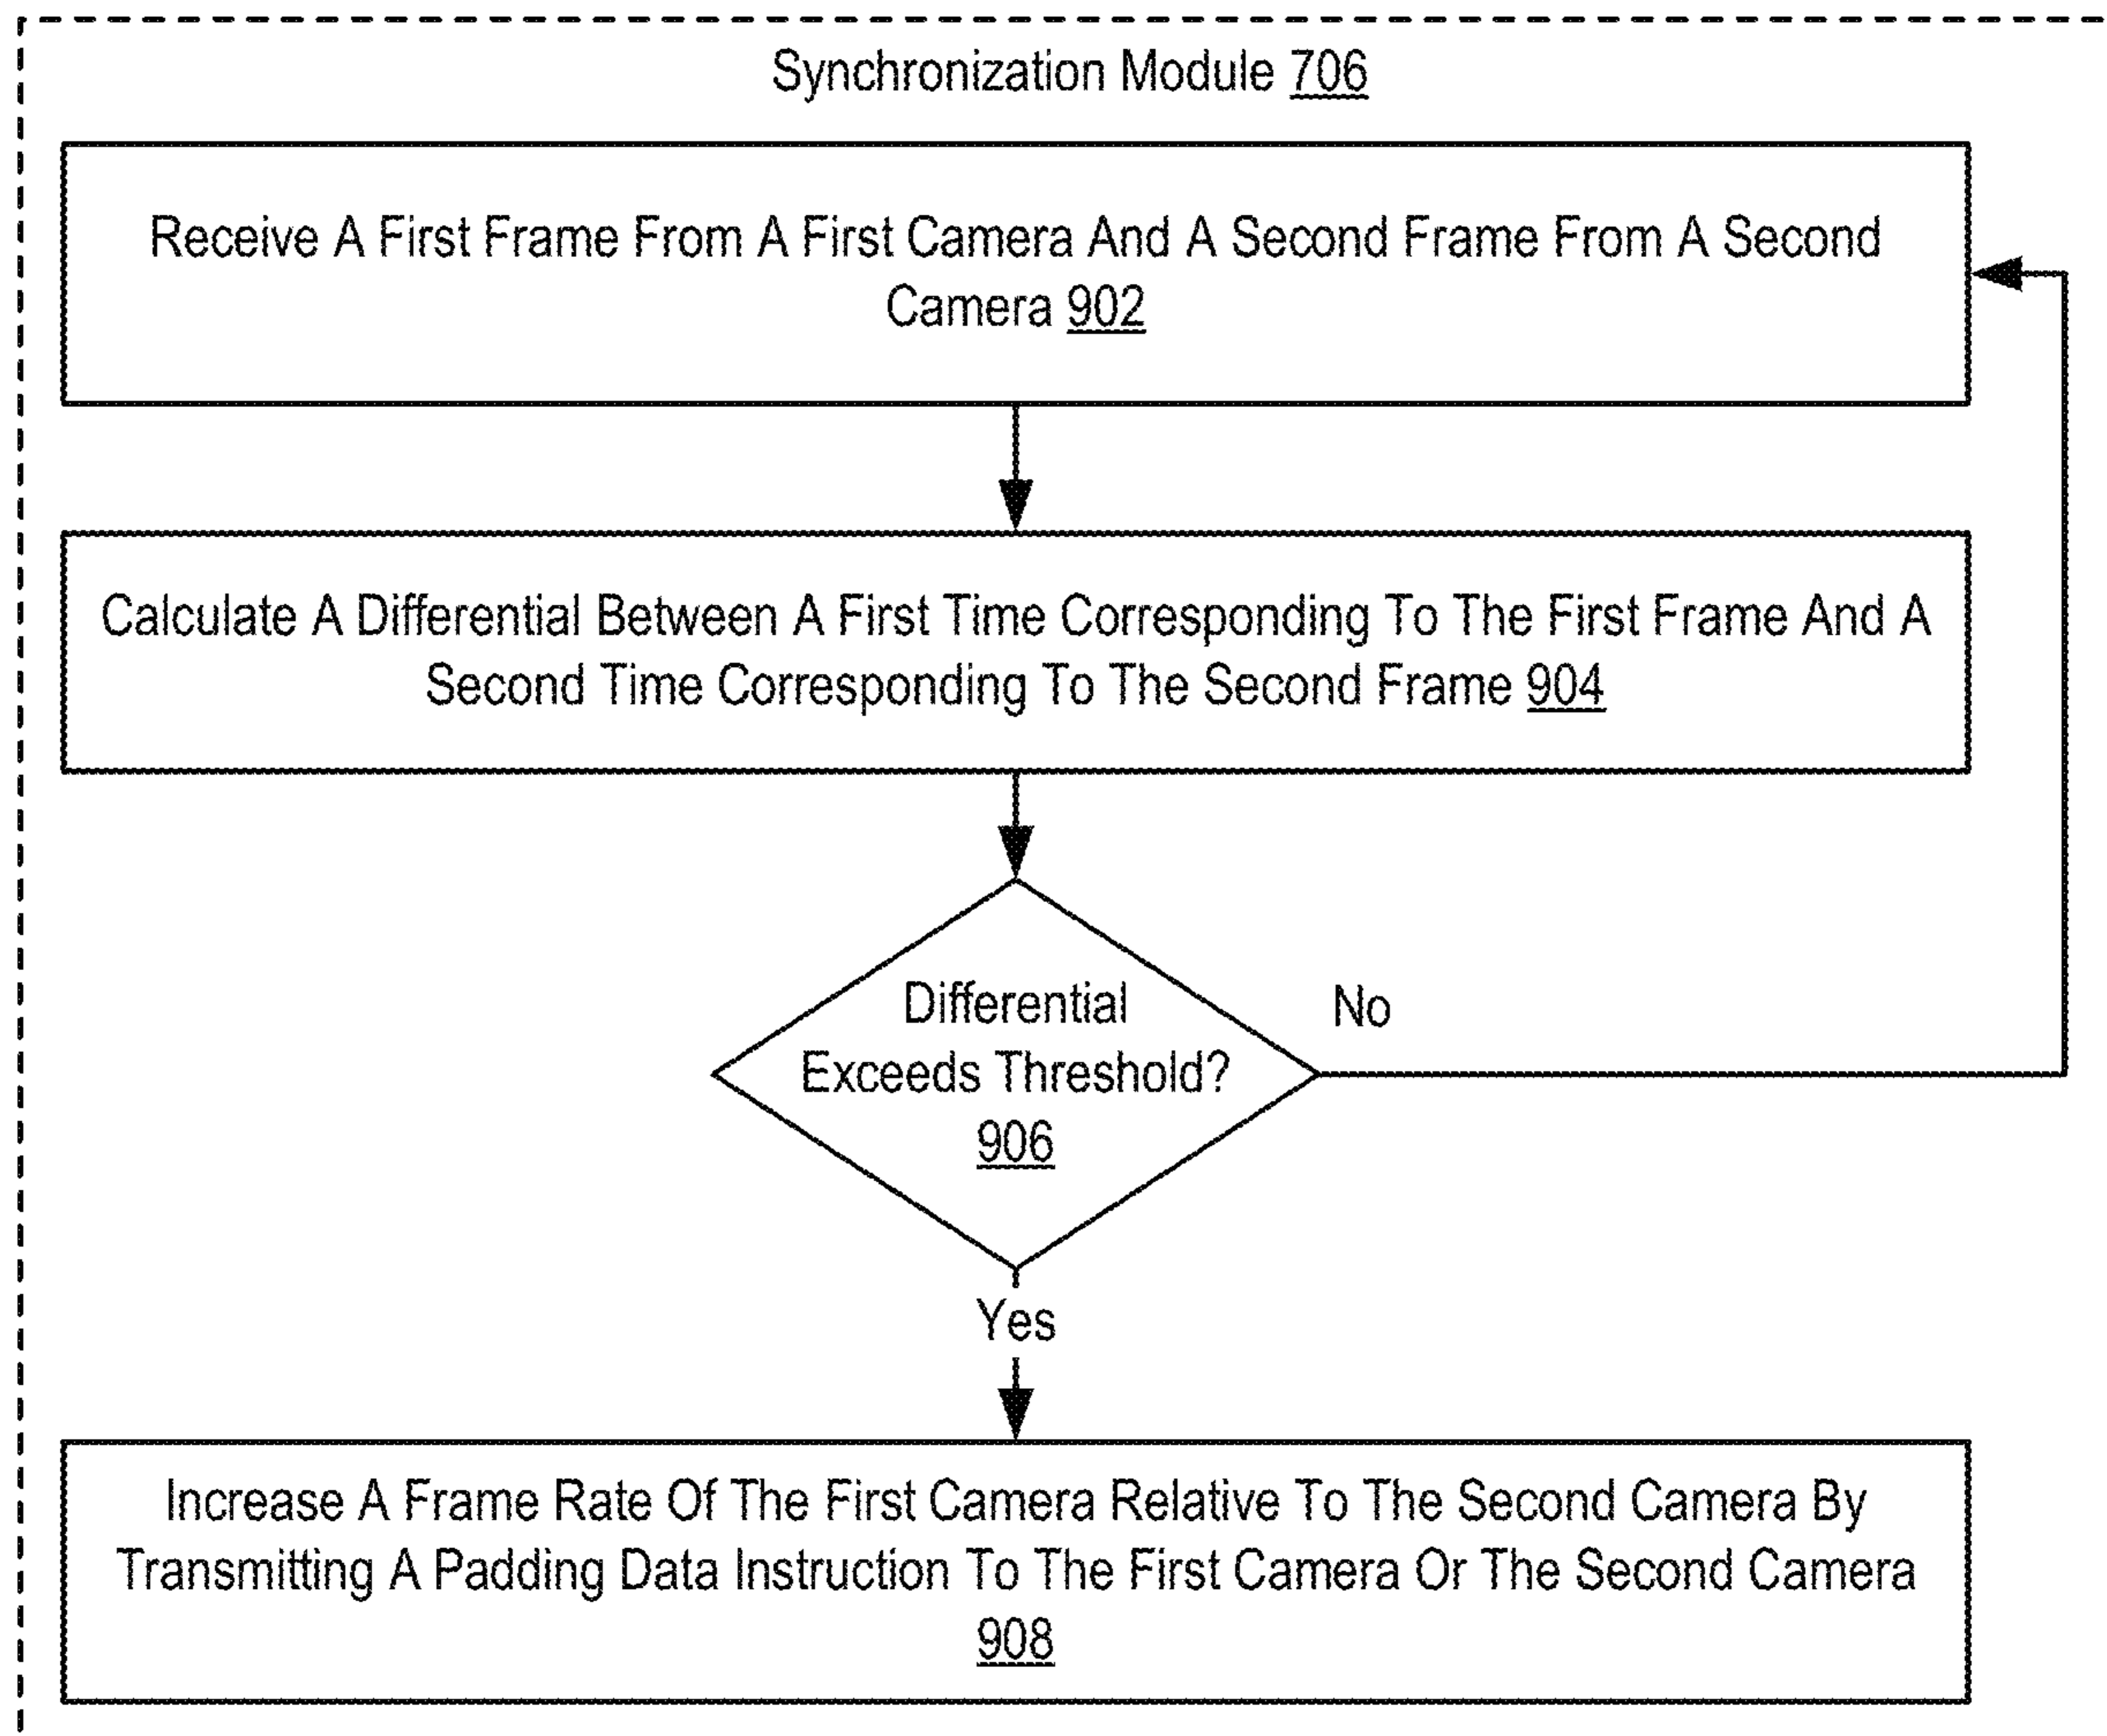 Synchronization Module 706
Receive A First Frame From A First Camera And A Second Frame From A Second
Camera 902
Calculate A Differential Between A First Time Corresponding To The First Frame And A
Second Time Corresponding To The Second Frame 904
Differential
Exceeds Threshold?
906
No
Yes
Increase A Frame Rate Of The First Camera Relative To The Second Camera By
Transmitting A Padding Data Instruction To The First Camera Or The Second Camera
908